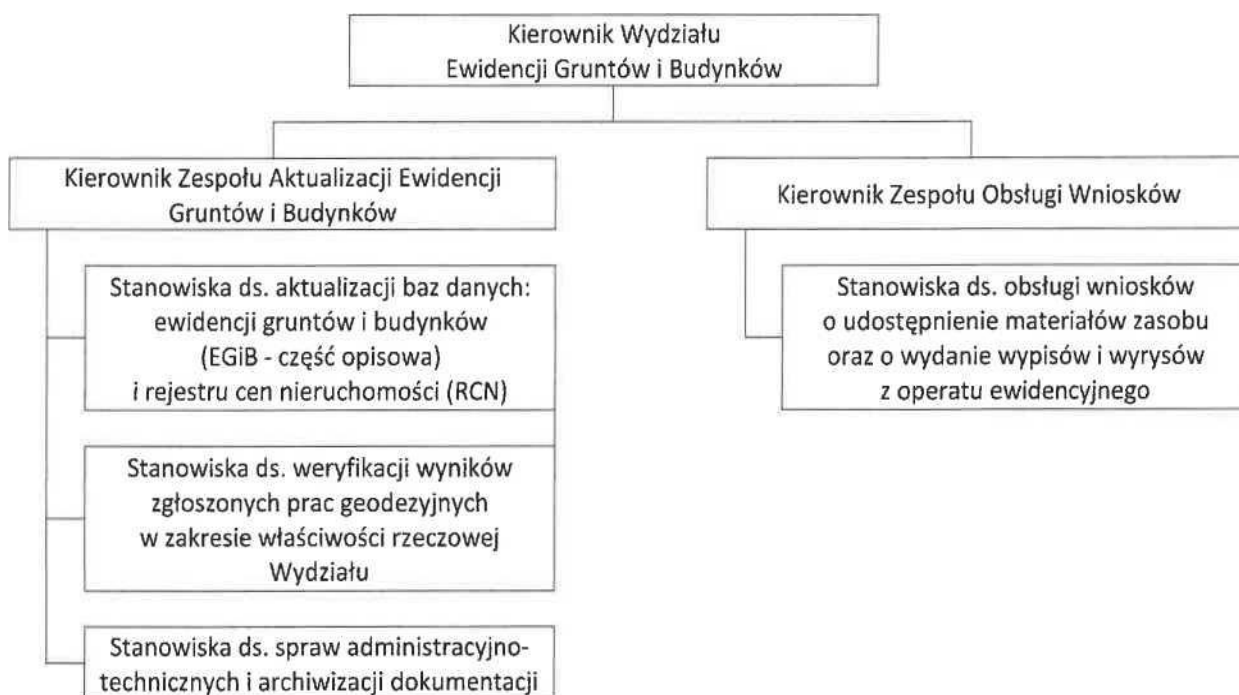 Kierownik Wydziału
Ewidencji Gruntów i Budynków
Kierownik Zespołu Aktualizacji Ewidencji
Gruntów i Budynków
Stanowiska ds. aktualizacji baz danych:
ewidencji gruntów i budynków
(EGiB - część opisowa)
i rejestru cen nieruchomości (RCN)
Stanowiska ds. weryfikacji wyników
zgłoszonych prac geodezyjnych
w zakresie właściwości rzeczowej
Wydziału
Stanowiska ds. spraw administracyjno-
technicznych i archiwizacji dokumentacji
Kierownik Zespołu Obsługi Wniosków
Stanowiska ds. obsługi wniosków
o udostępnienie materiałów zasobu
oraz o wydanie wypisów i wyrysów
z operatu ewidencyjnego